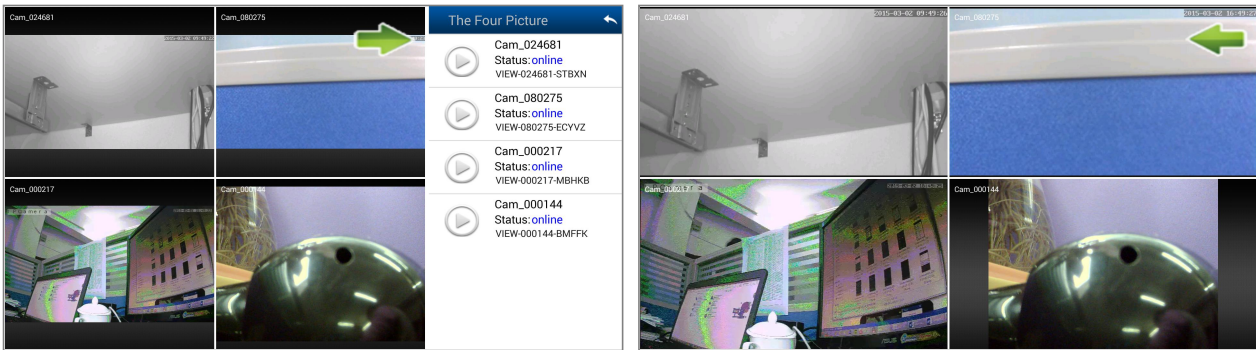 Cam_024681
Cam_080275
Cam_000217
Cam_000144
The Four Picture
Cam_024681
Status:online
VIEW-024681-STBXN
Cam_080275
Status:online
VIEW-080275-ECYVZ
Cam_000217
Status:online
VIEW-000217-MBHKB
Cam_000144
Status:online
VIEW-000144-BMFFK
Cam_024681
2015-03-02 09:49:26
Cam_080275
2015-03-02 16:49:27
Cam_000144